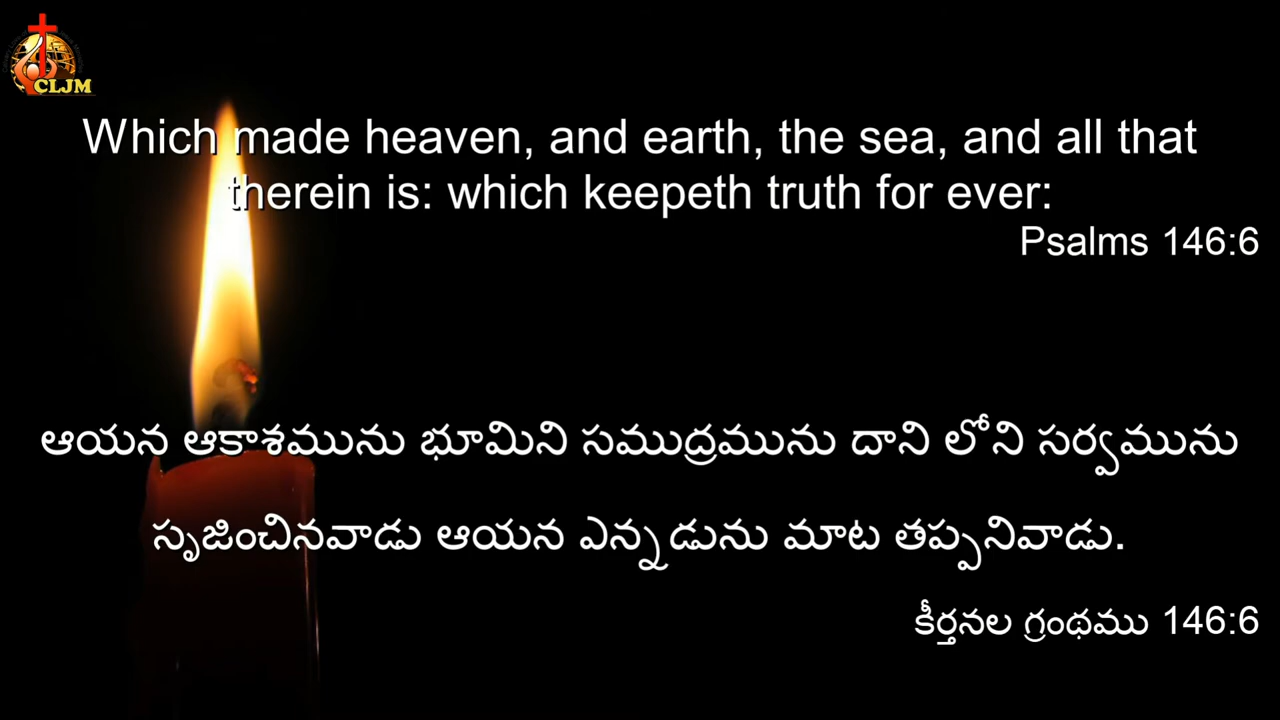 CLJM
Which made heaven, and earth, the sea, and all that
therein is: which keepeth truth for ever:
Psalms 146:6
ఆయన ఆకాశమును భూమిని సముద్రమును దాని లోని సర్వమును
సృజించినవాడు ఆయన ఎన్నడును మాట తప్పనివాడు.
కీర్తనల గ్రంథము 146:6